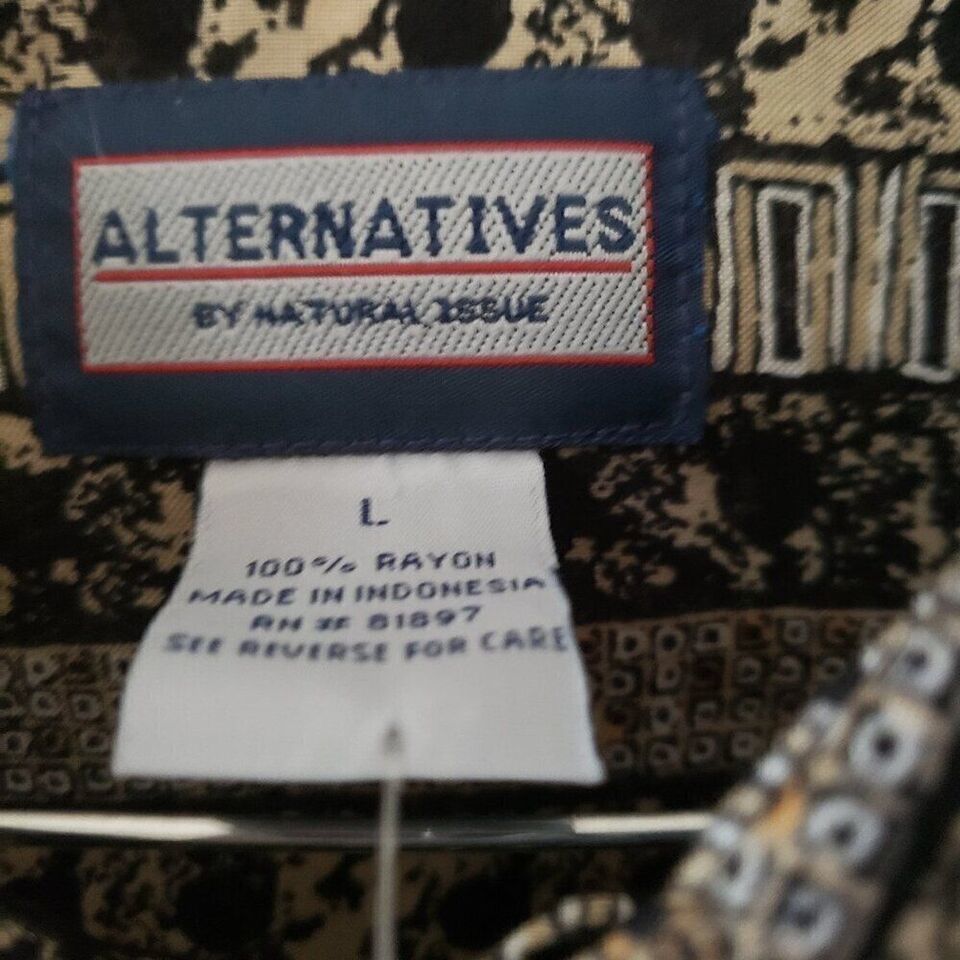 ALTERNATIVES
BY NATURAL ISSUE
L
100% RAYON
MADE IN INDONESIA
RN # 81897
SEE REVERSE FOR CARE